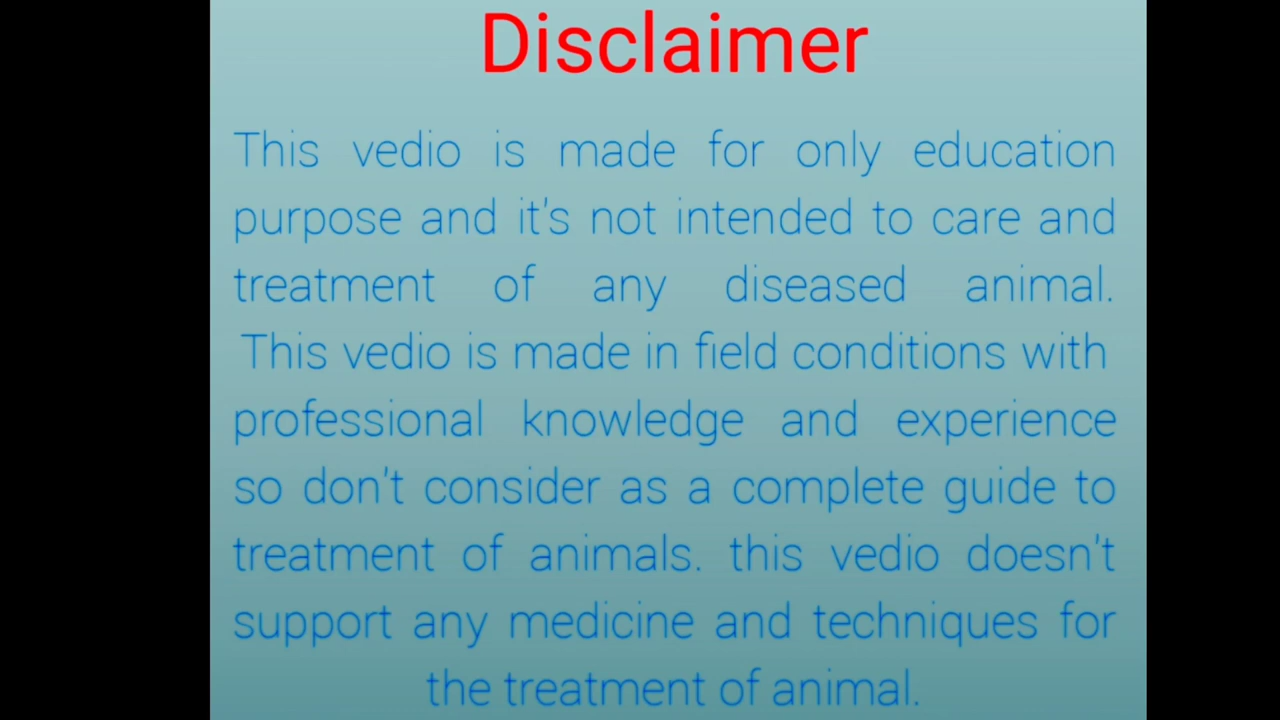 Disclaimer
This vedio is made for only education
purpose and it's not intended to care and
treatment of any diseased animal.
This vedio is made in field conditions with
professional knowledge and experience
so don't consider as a complete guide to
treatment of animals. this vedio doesn't
support any medicine and techniques for
the treatment of animal.